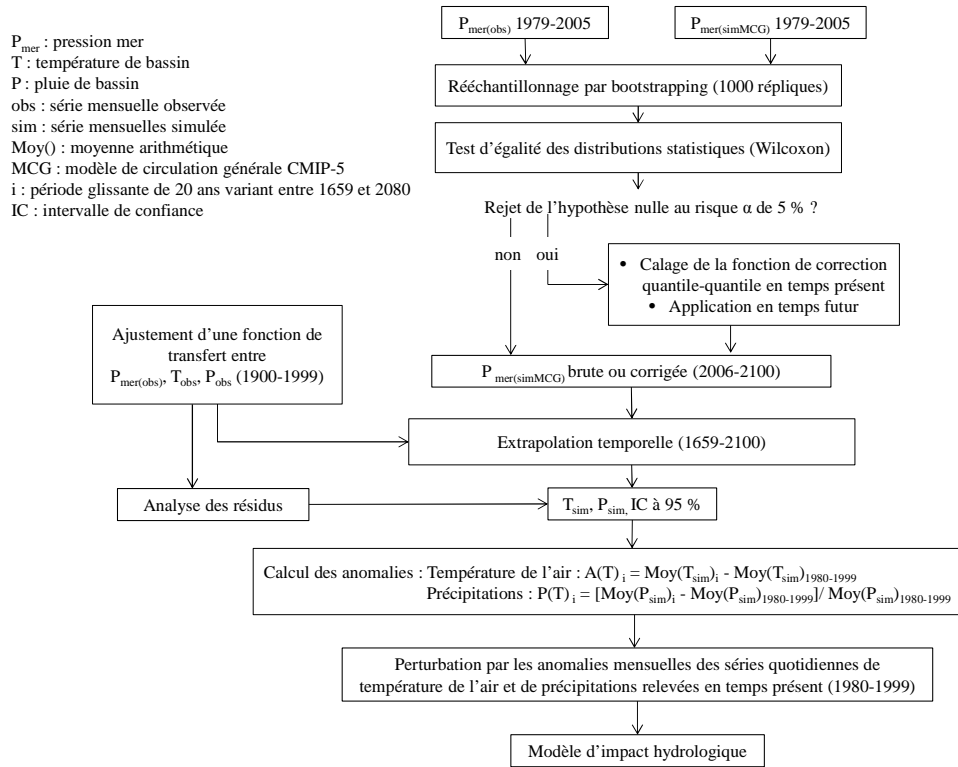 P_mer : pression mer
T : température de bassin
P : pluie de bassin
obs : série mensuelle observée
sim : série mensuelles simulée
Moy() : moyenne arithmétique
MCG : modèle de circulation générale CMIP-5
i : période glissante de 20 ans variant entre 1659 et 2080
IC : intervalle de confiance
P_mer(obs) 1979-2005
P_mer(simMCG) 1979-2005
Rééchantillonnage par bootstrapping (1000 répliques)
Test d’égalité des distributions statistiques (Wilcoxon)
Rejet de l’hypothèse nulle au risque α de 5 % ?
non oui
• Calage de la fonction de correction
quantile-quantile en temps présent
• Application en temps futur
Ajustement d’une fonction de
transfert entre
P_mer(obs), T_obs, P_obs (1900-1999)
P_mer(simMCG) brute ou corrigée (2006-2100)
Extrapolation temporelle (1659-2100)
Analyse des résidus
T_sim, P_sim, IC à 95 %
Calcul des anomalies : Température de l’air : A(T)_i = Moy(T_sim)_i - Moy(T_sim)_1980-1999
Précipitations : P(T)_i = [Moy(P_sim)_i - Moy(P_sim)_1980-1999]/ Moy(P_sim)_1980-1999
Perturbation par les anomalies mensuelles des séries quotidiennes de
température de l’air et de précipitations relevées en temps présent (1980-1999)
Modèle d’impact hydrologique